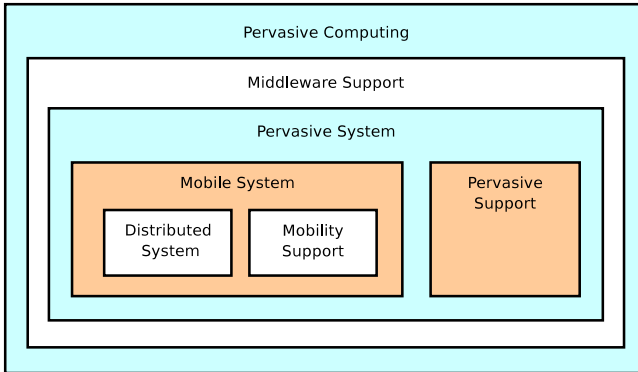 Pervasive Computing
Middleware Support
Pervasive System
Mobile System
Distributed
System
Mobility
Support
Pervasive
Support